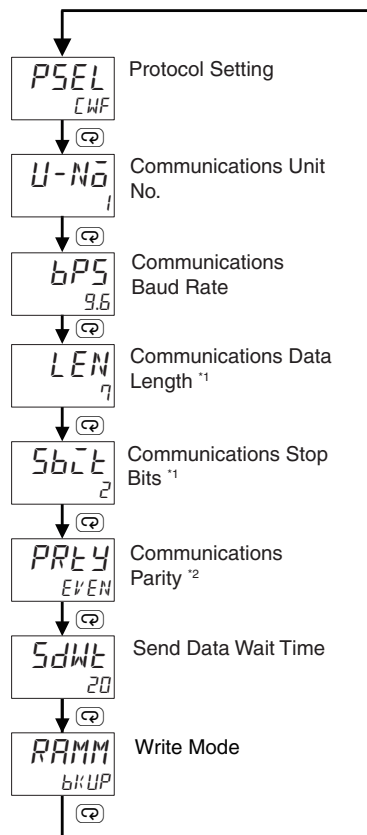 PSEL
CWF
Protocol Setting
U-No
1
Communications Unit
No.
bPS
9.6
Communications
Baud Rate
LEN
7
Communications Data
Length *1
Sbit
2
Communications Stop
Bits *1
PRtY
EVEN
Communications
Parity *2
SdWt
20
Send Data Wait Time
RAMM
bKUP
Write Mode